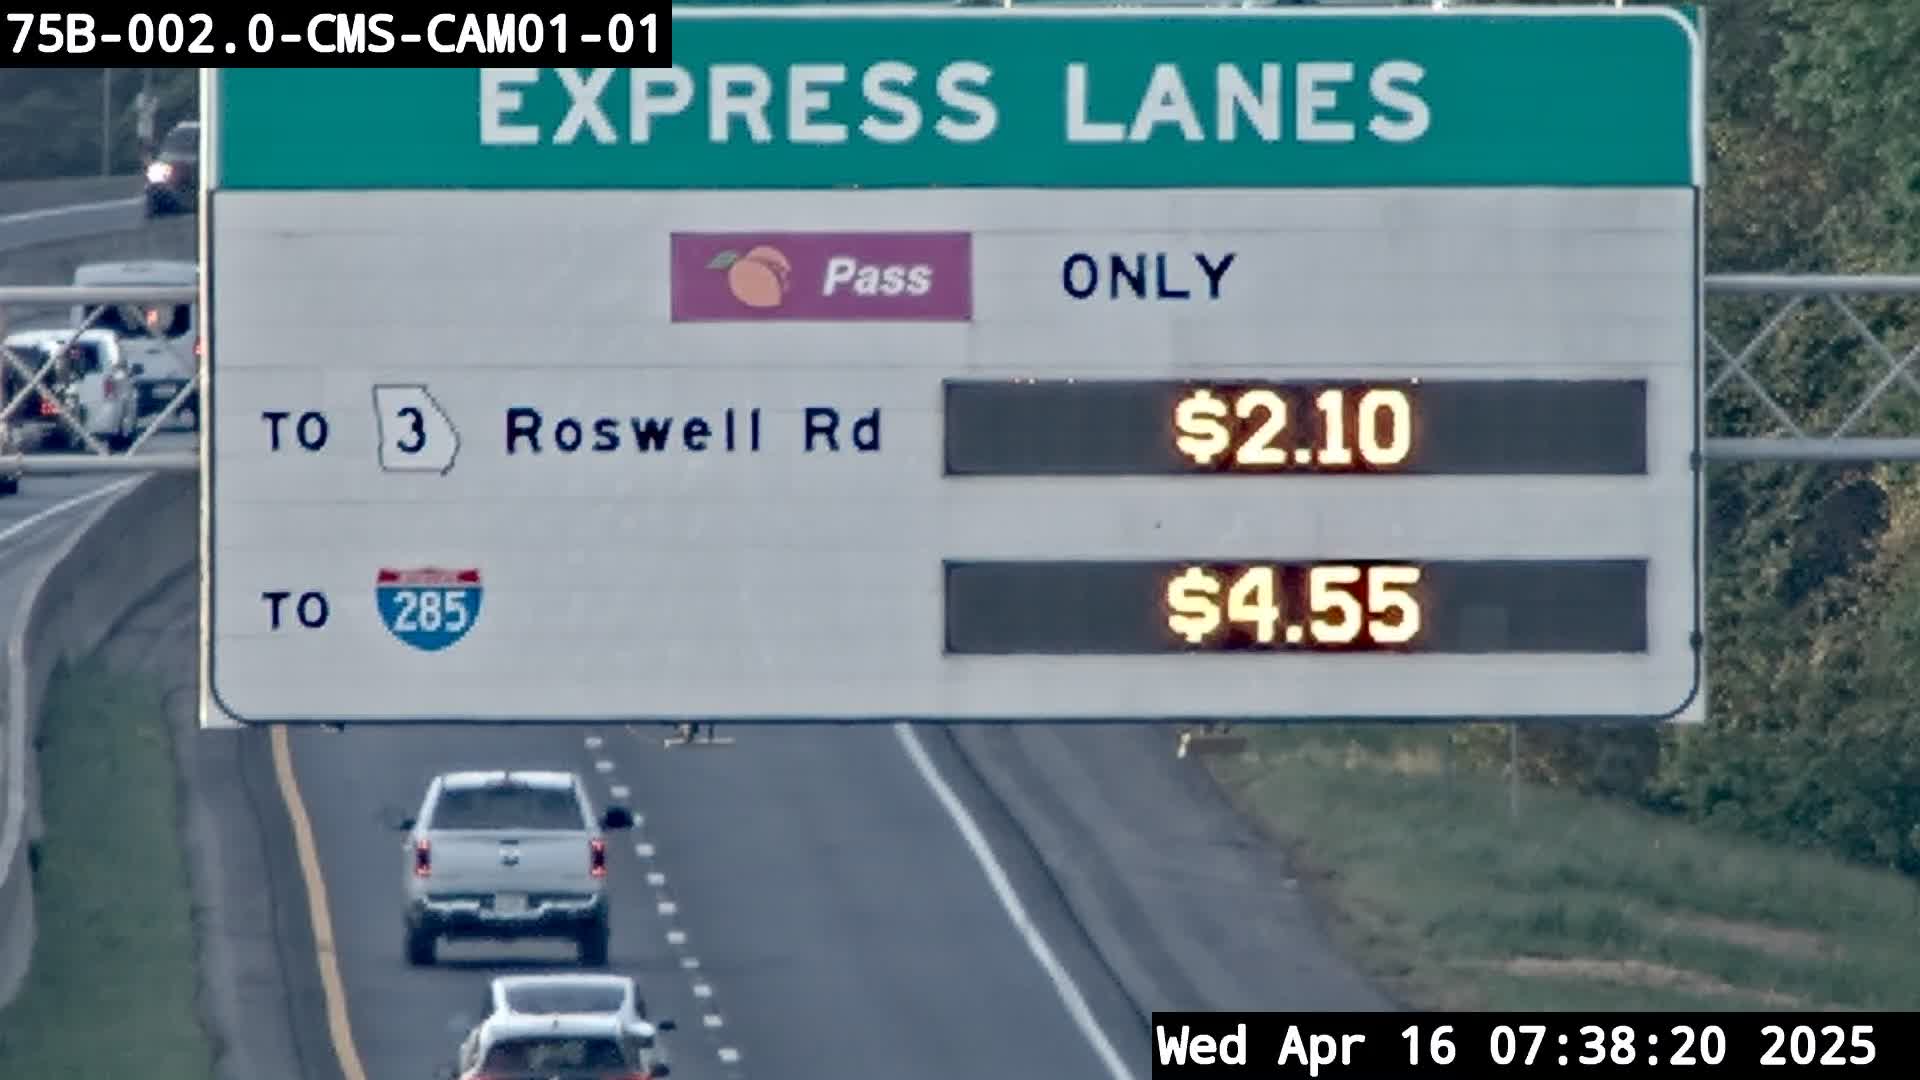 75B-002.0-CMS-CAM01-01
EXPRESS LANES
Pass ONLY
TO 3 Roswell Rd $2.10
TO 285 $4.55
Wed Apr 16 07:38:20 2025